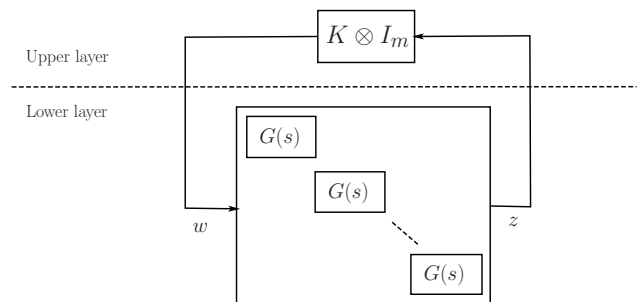 K ⊗ I_m
Upper layer
Lower layer
G(s)
G(s)
w
z
G(s)